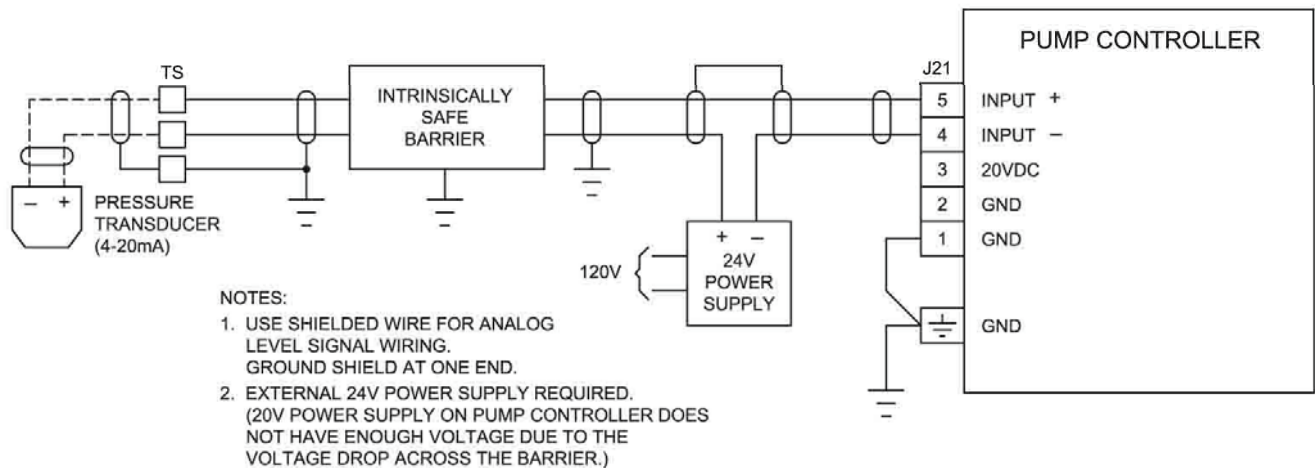 PUMP CONTROLLER
TS
J21
INTRINSICALLY
SAFE
BARRIER
5 INPUT +
4 INPUT –
3 20VDC
2 GND
1 GND
GND
– +
PRESSURE
TRANSDUCER
(4-20mA)
+ –
24V
POWER
SUPPLY
120V
NOTES:
1. USE SHIELDED WIRE FOR ANALOG
LEVEL SIGNAL WIRING.
GROUND SHIELD AT ONE END.
2. EXTERNAL 24V POWER SUPPLY REQUIRED.
(20V POWER SUPPLY ON PUMP CONTROLLER DOES
NOT HAVE ENOUGH VOLTAGE DUE TO THE
VOLTAGE DROP ACROSS THE BARRIER.)